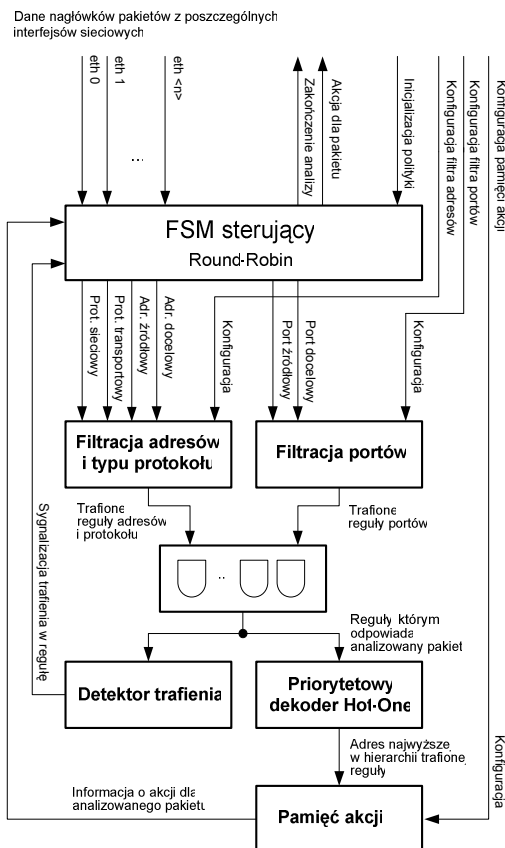 Dane nagłówków pakietów z poszczególnych
interfejsów sieciowych
eth 0
eth 1
eth <n>
...
Zakończenie analizy
Akcja dla pakietu
Inicjalizacja polityki
Konfiguracja filtra adresów
Konfiguracja filtra portów
Konfiguracja pamięci akcji
FSM sterujący
Round-Robin
Prot. sieciowy
Prot. transportowy
Adr. źródłowy
Adr. docelowy
Konfiguracja
Port źródłowy
Port docelowy
Konfiguracja
Filtracja adresów
i typu protokołu
Filtracja portów
Trafione
reguły adresów
i protokołu
Trafione
reguły portów
..
Sygnalizacja trafienia w regułę
Reguły, którym
odpowiada
analizowany pakiet
Detektor trafienia
Priorytetowy
dekoder Hot-One
Adres najwyższej
w hierarchii trafionej
reguły
Konfiguracja
Informacja o akcji dla
analizowanego pakietu
Pamięć akcji